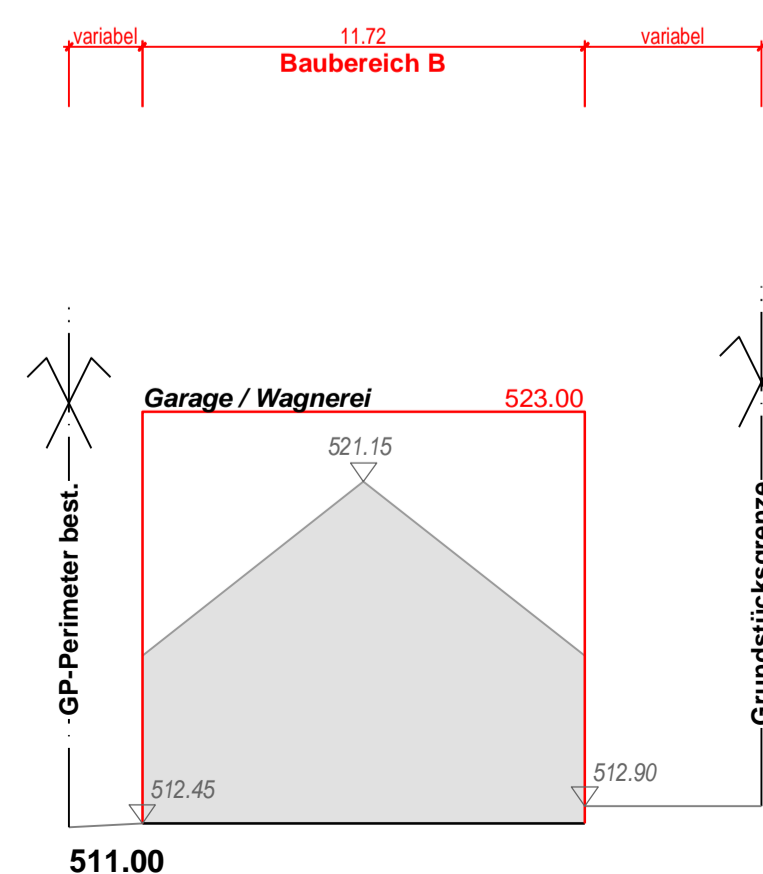 variabel 11.72 variabel
Baubereich B
Garage / Wagnerei 523.00
521.15
GP-Perimeter best.
Grundstücksgrenze
512.45
512.90
511.00